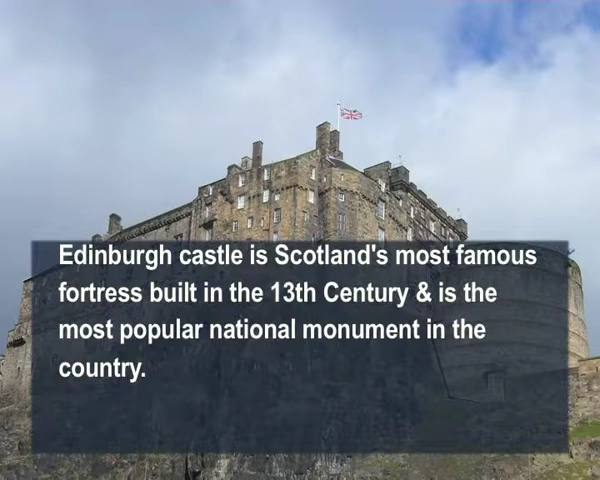 Edinburgh castle is Scotland's most famous
fortress built in the 13th Century & is the
most popular national monument in the
country.